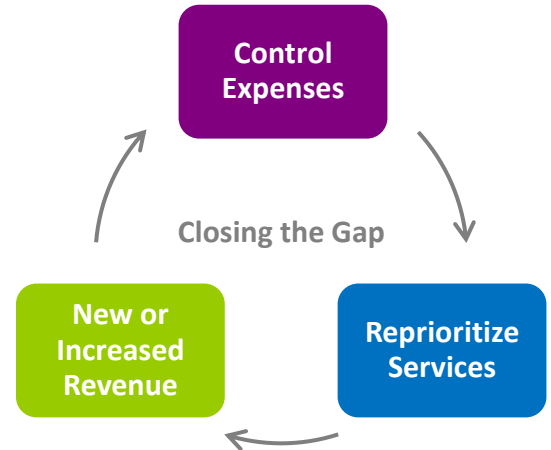 Control
Expenses
Closing the Gap
New or
Increased
Revenue
Reprioritize
Services